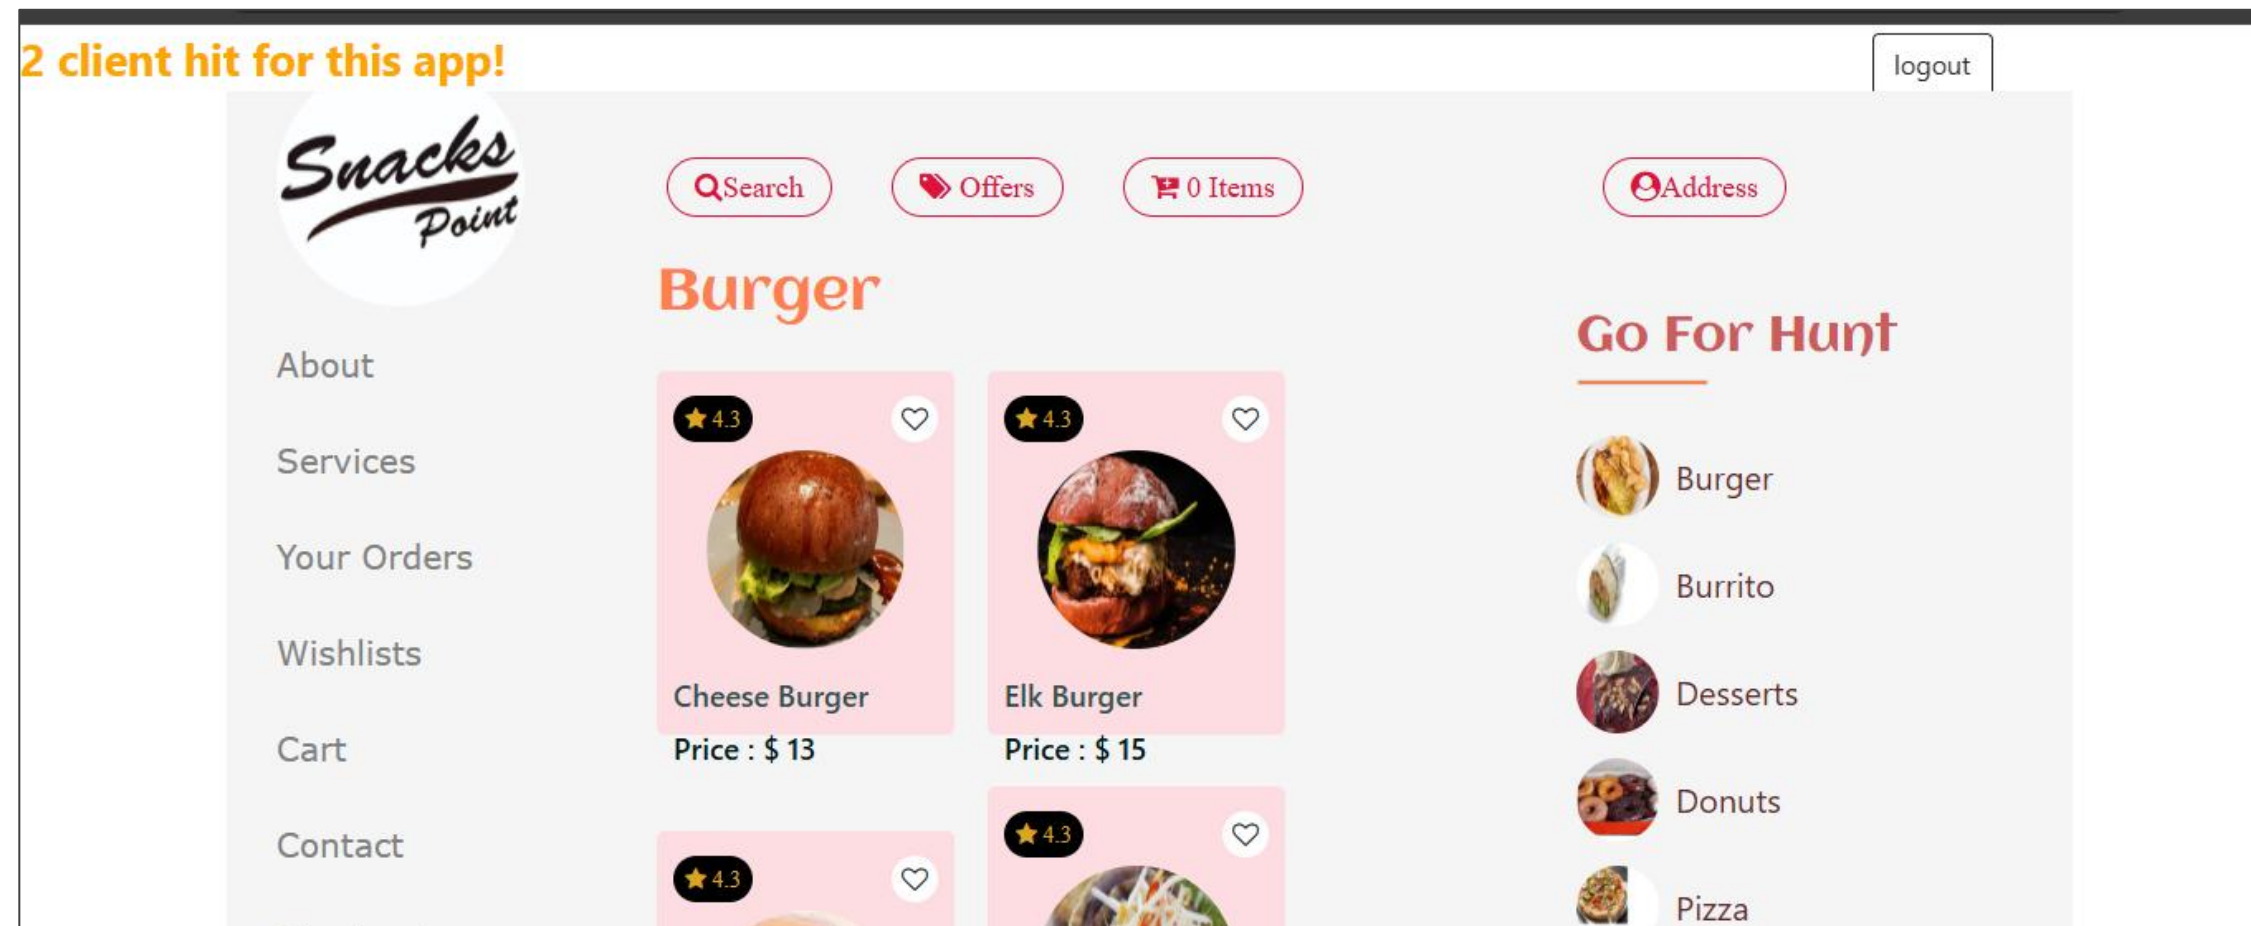 2 client hit for this app!
logout
Snacks
Point
Search
Offers
0 Items
Address
Burger
Go For Hunt
About
Services
Your Orders
Wishlists
Cart
Contact
4.3
4.3
Cheese Burger
Elk Burger
Price : $ 13
Price : $ 15
4.3
4.3
Burger
Burrito
Desserts
Donuts
Pizza